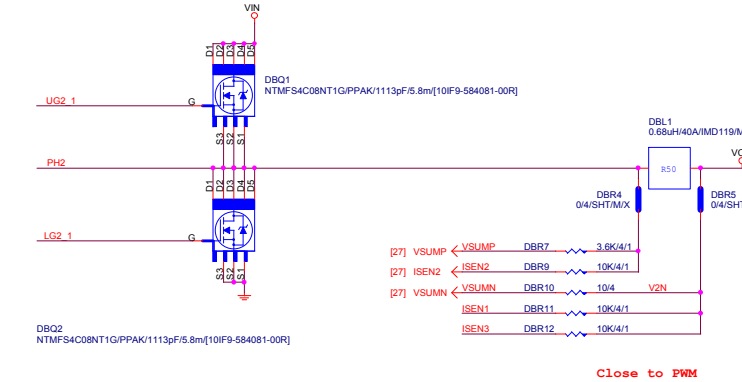 VIN
D1 D2 D3 D4 D5
DBQ1
NTMFS4C08NT1G/PPAK/1113pF/5.8m/[10IF9-584081-00R]
UG2_1
G
S3 S2 S1
DBL1
0.68uH/40A/IMD119/M
PH2
R50
D1 D2 D3 D4 D5
DBR4
0/4/SHT/M/X
DBR5
0/4/SHT
LG2_1
G
S3 S2 S1
[27] VSUMP VSUMP DBR7 3.6K/4/1
[27] ISEN2 ISEN2 DBR9 10K/4/1
[27] VSUMN VSUMN DBR10 10/4 V2N
ISEN1 DBR11 10K/4/1
ISEN3 DBR12 10K/4/1
DBQ2
NTMFS4C08NT1G/PPAK/1113pF/5.8m/[10IF9-584081-00R]
Close to PWM